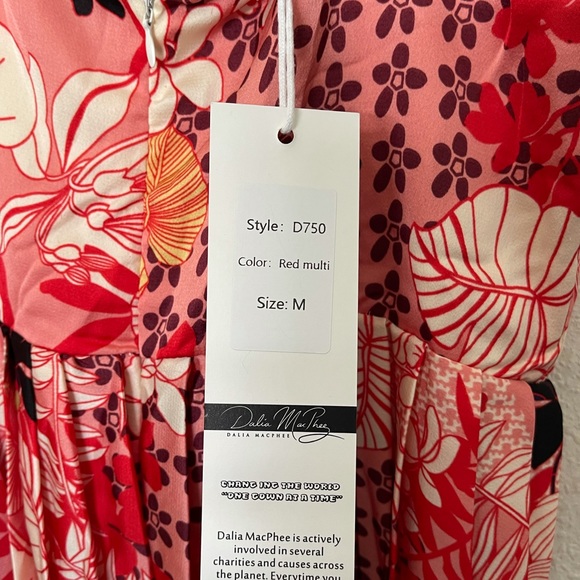 Style: D750
Color: Red multi
Size: M
Dalia MacPhee
DALIA MACPHEE
CHANGING THE WORLD
"ONE GOWN AT A TIME"
Dalia MacPhee is actively
involved in several
charities and causes across
the planet. Everytime you